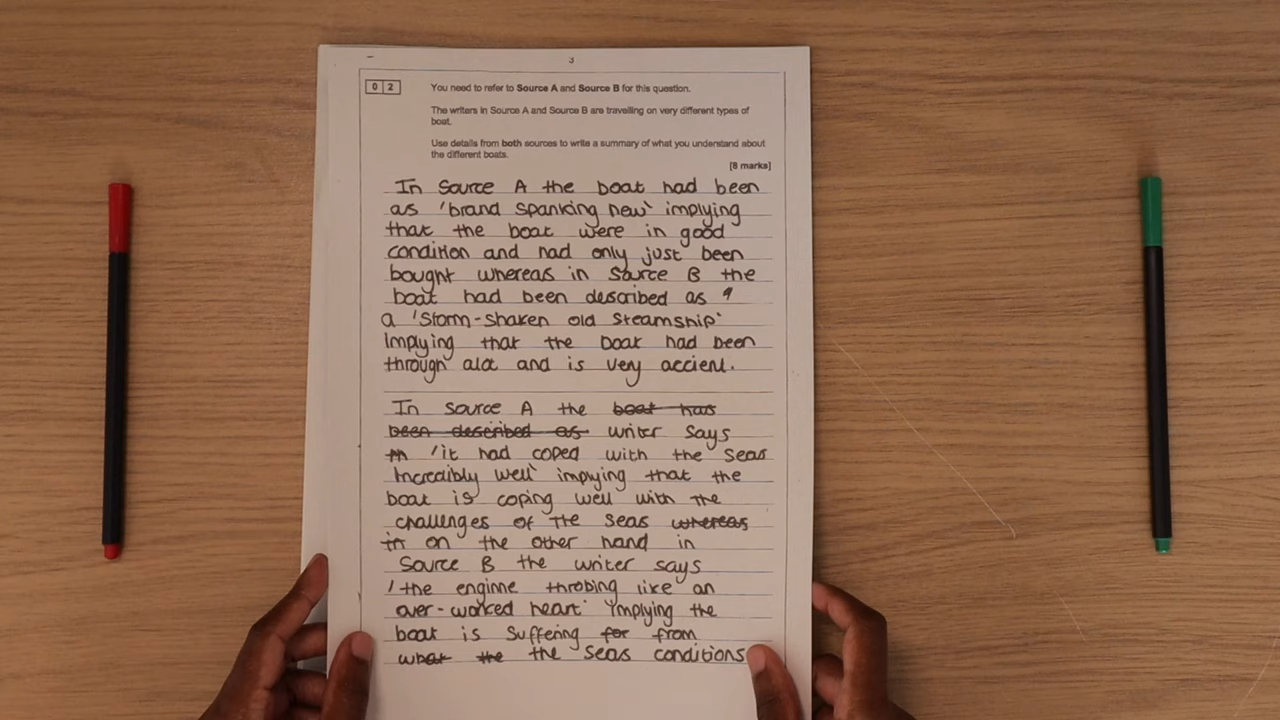 3
0 2 You need to refer to Source A and Source B for this question.
The writers in Source A and Source B are travelling on very different types of
boat.
Use details from both sources to write a summary of what you understand about
the different boats.
[8 marks]
In Source A the boat had been
as 'brand spanking new' implying
that the boat were in good
condition and had only just been
bought whereas in Source B the
boat had been described as
a 'storm-shaken old steamship'
implying that the boat had been
through alot and is very accient.
In source A the boat has
been described as writer says
'it had coped with the seas
incredibly well' implying that the
boat is coping well with the
challenges of the seas whereas
in on the other hand in
Source B the writer says
'the enginne throbing like an
over-worked heart' implying the
boat is suffering for from
what the the seas conditions